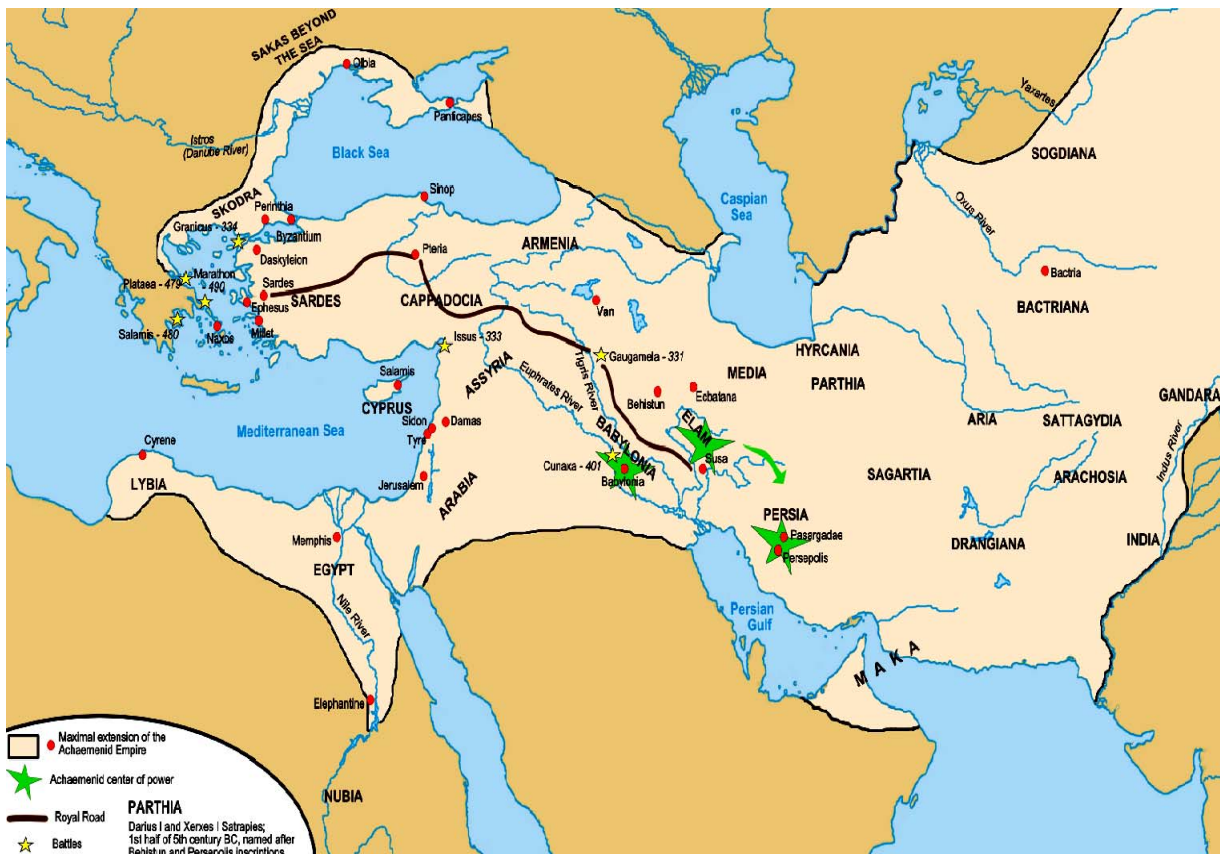 SAKAS BEYOND
THE SEA
Olbia
Panticapes
Yaxartes
Istros
(Danube River)
Black Sea
Caspian
Sea
SOGDIANA
Oxus River
SKODRA
Perinthia
Sinop
Granicus - 334
Byzantium
Daskyleion
Pteria
ARMENIA
Bactria
BACTRIANA
Marathon
- 490
Plataea - 479
Sardes
SARDES
Ephesus
CAPPADOCIA
Van
Salamis - 480
Naxos
Millet
Issus - 333
Gaugamela - 331
HYRCANIA
ASSYRIA
Tigris River
Euphrates River
MEDIA
PARTHIA
Salamis
CYPRUS
Behistun
Ecbatana
GANDARA
Sidon
Damas
Tyre
ELAM
ARIA
SATTAGYDIA
Mediterranean Sea
Cyrene
BABYLONIA
Indus River
Cunaxa - 401
Susa
LYBIA
Jerusalem
ARABIA
Babylonia
SAGARTIA
ARACHOSIA
PERSIA
Memphis
Pasargadae
Persepolis
DRANGIANA
INDIA
EGYPT
Nile River
Persian
Gulf
MAKA
Elephantine
NUBIA
Maximal extension of the
Achaemenid Empire
Achaemenid center of power
Royal Road
Battles
PARTHIA
Darius I and Xerxes I Satrapies;
1st half of 5th century BC, named after
Behistun and Persepolis inscriptions